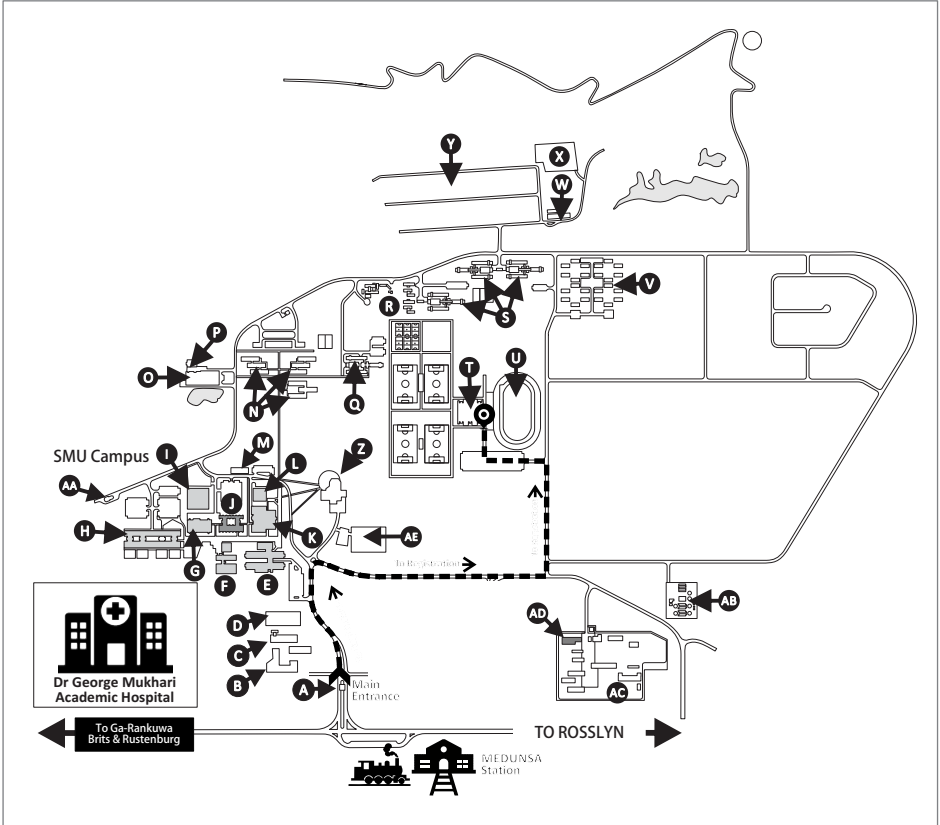 Y
X
W
V
R
S
P
O
N
Q
T
U
SMU Campus
I
M
L
Z
AA
J
H
K
AE
G
F
E
To Registration
AB
AD
D
C
B
A
AC
Main
Entrance
Dr George Mukhari
Academic Hospital
To Ga-Rankuwa
Brits & Rustenburg
TO ROSSLYN
MEDUNSA
Station